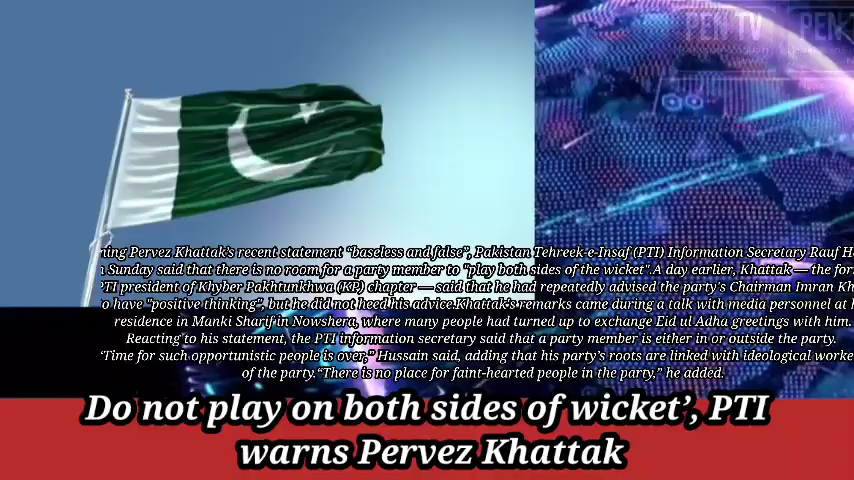 PEN TV PEN
ring Pervez Khattak's recent statement “baseless and false”, Pakistan Tehreek-e-Insaf (PTI) Information Secretary Rauf H
Sunday said that there is no room for a party member to "play both sides of the wicket".A day earlier, Khattak — the for
PTI president of Khyber Pakhtunkhwa (KP) chapter — said that he had repeatedly advised the party's Chairman Imran Kh
o have "positive thinking", but he did not heed his advice.Khattak's remarks came during a talk with media personnel at h
residence in Manki Sharif in Nowshera, where many people had turned up to exchange Eid ul Adha greetings with him.
Reacting to his statement, the PTI information secretary said that a party member is either in or outside the party.
“Time for such opportunistic people is over,” Hussain said, adding that his party’s roots are linked with ideological worke
of the party.“There is no place for faint-hearted people in the party,” he added.
Do not play on both sides of wicket’, PTI
warns Pervez Khattak